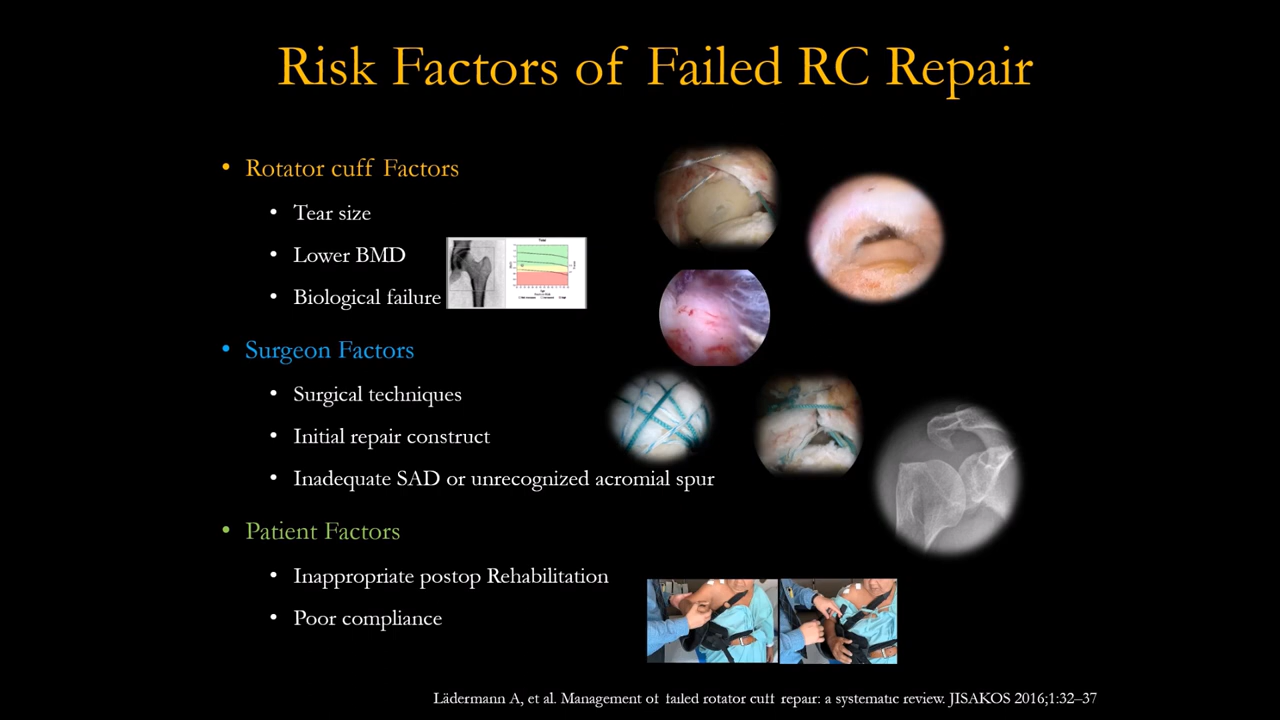 Risk Factors of Failed RC Repair
• Rotator cuff Factors
• Tear size
• Lower BMD
• Biological failure
• Surgeon Factors
• Surgical techniques
• Initial repair construct
• Inadequate SAD or unrecognized acromial spur
• Patient Factors
• Inappropriate postop Rehabilitation
• Poor compliance
Lädermann A, et al. Management of failed rotator cuff repair: a systematic review. JISAKOS 2016;1:32–37